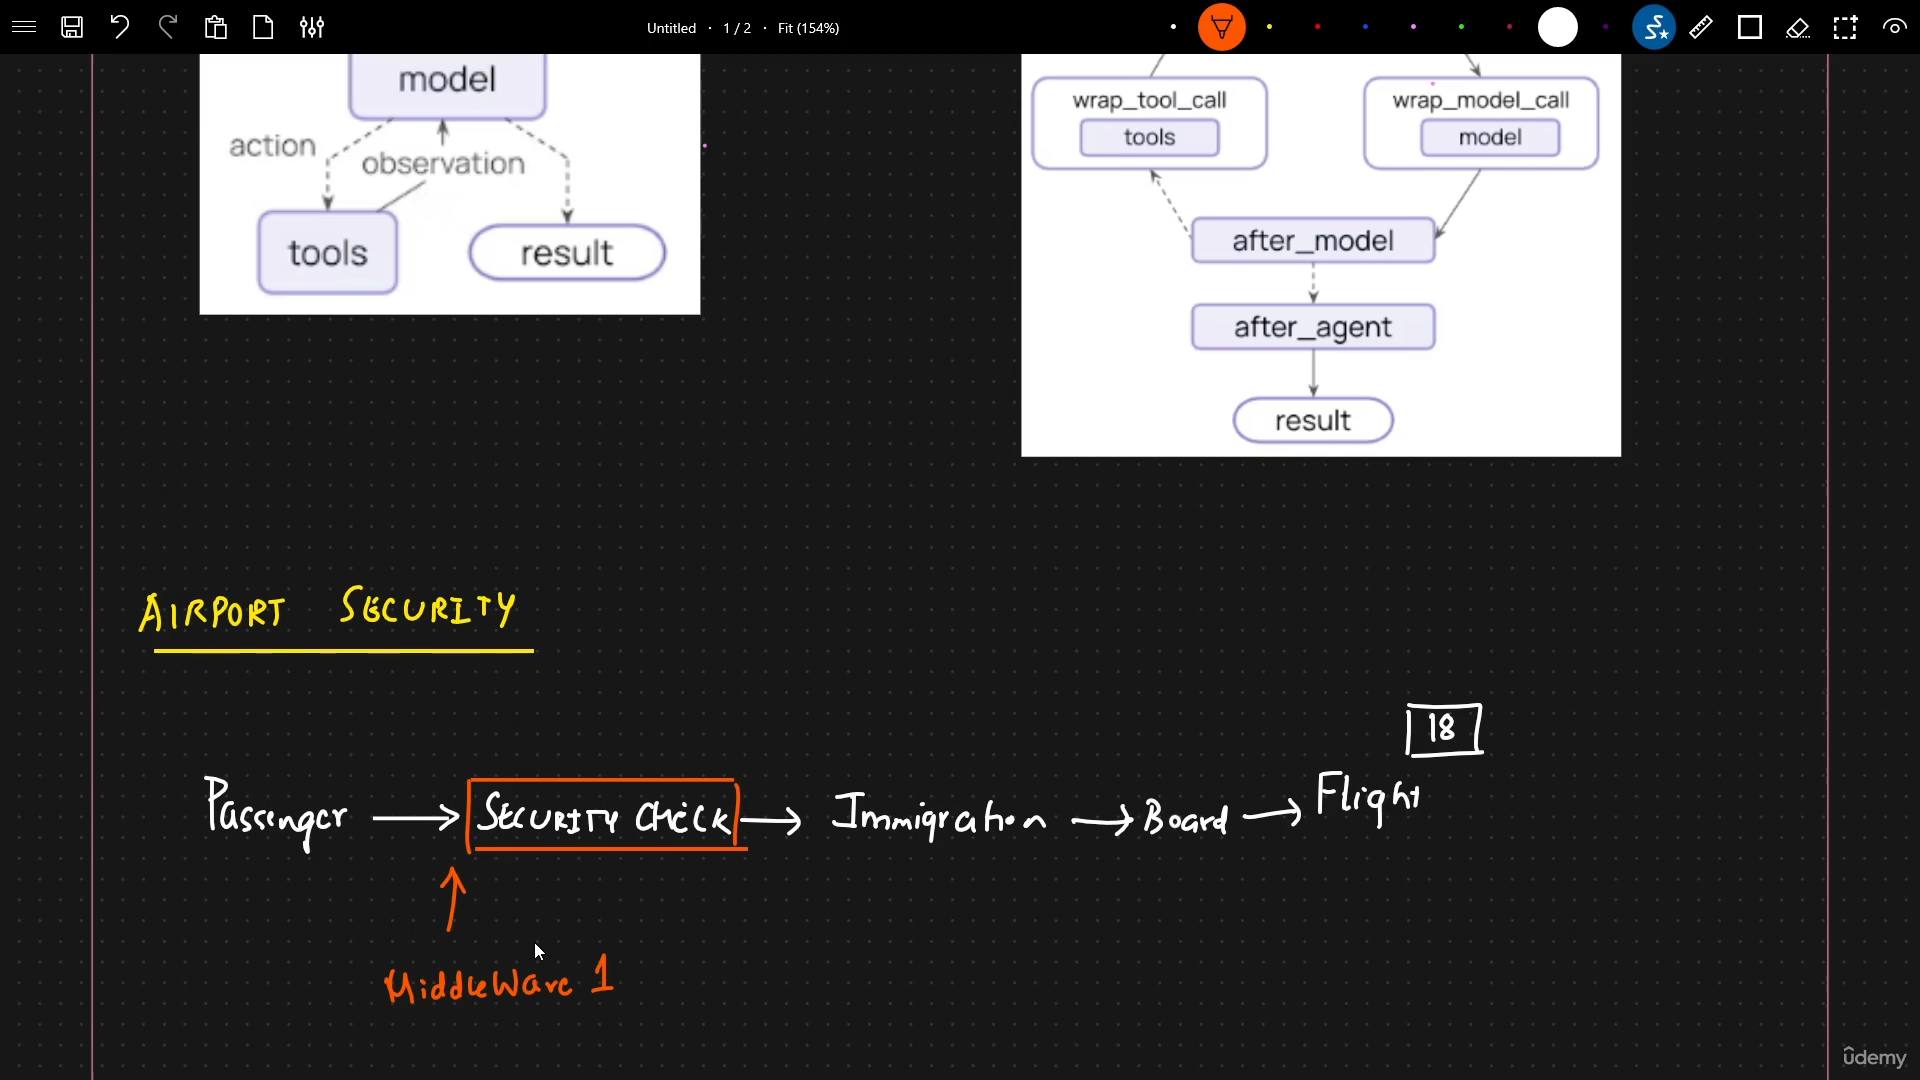 Untitled · 1 / 2 · Fit (154%)
model
action
observation
tools
result
wrap_tool_call
tools
wrap_model_call
model
after_model
after_agent
result
AIRPORT SECURITY
18
Passenger → SECURITY CHECK → Immigration → Board → Flight
MiddleWare 1
ûdemy